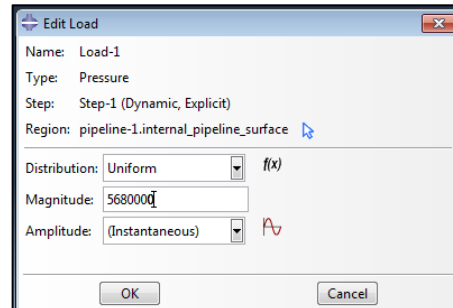 Edit Load
Name: Load-1
Type: Pressure
Step: Step-1 (Dynamic, Explicit)
Region: pipeline-1.internal_pipeline_surface
Distribution: Uniform f(x)
Magnitude: 5680000
Amplitude: (Instantaneous)
OK Cancel